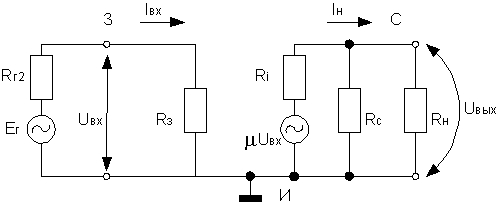 З Iвх Iн С
Rг2 Uвх Rз Ri Rс Rн Uвых
Eг μUвх
И